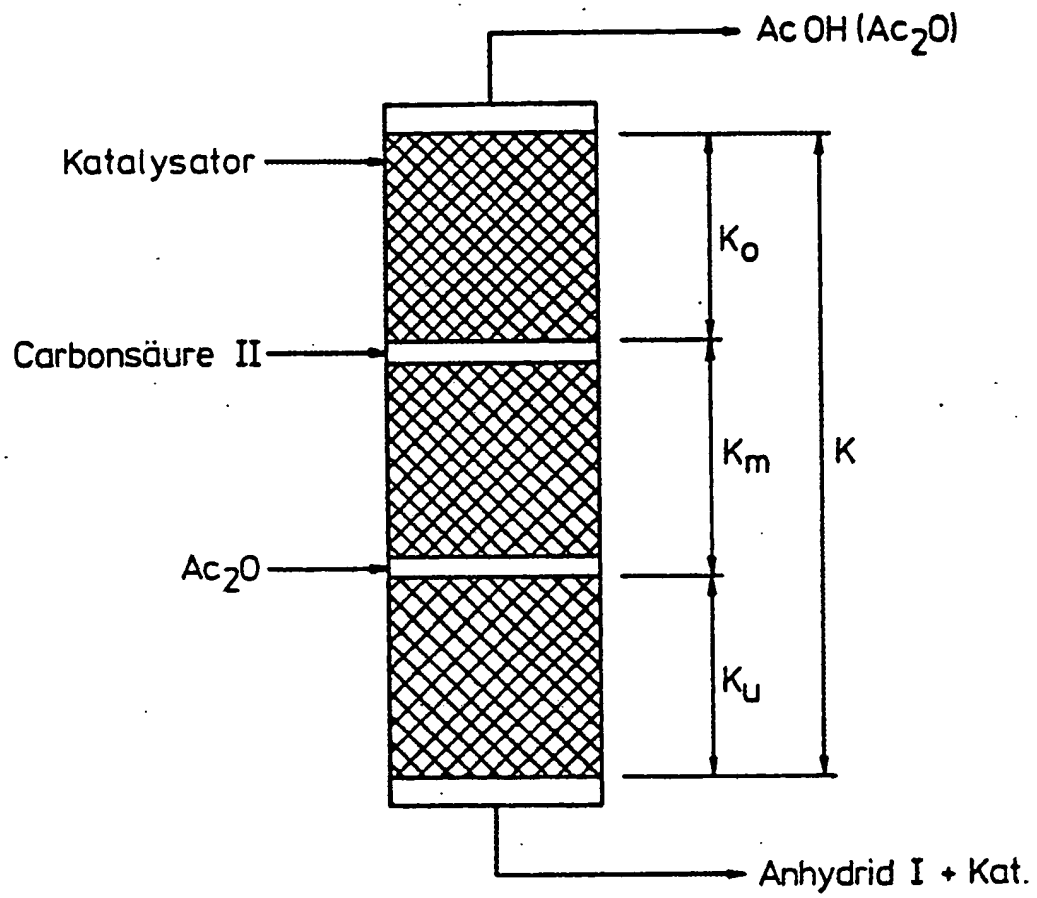 AcOH (Ac₂O)
Katalysator
Kₒ
Carbonsäure II
Kₘ
K
Ac₂O
Kᵤ
Anhydrid I + Kat.